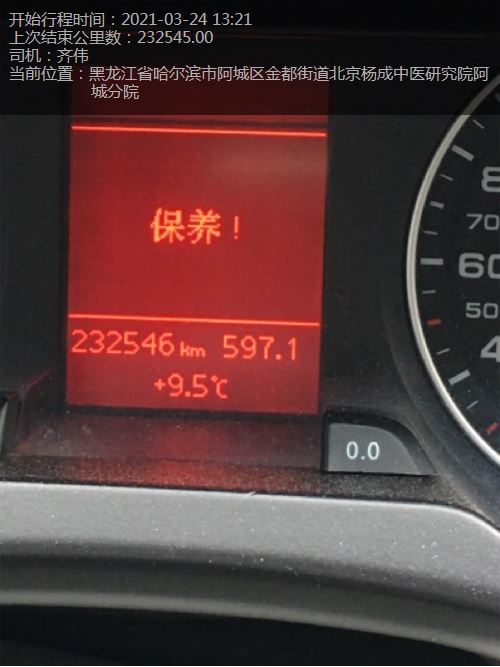 开始行程时间：2021-03-24 13:21
上次结束公里数：232545.00
司机：齐伟
当前位置：黑龙江省哈尔滨市阿城区金都街道北京杨成中医研究院阿
城分院
保养！
232546 km 597.1
+9.5℃
0.0
8
70
60
50
4